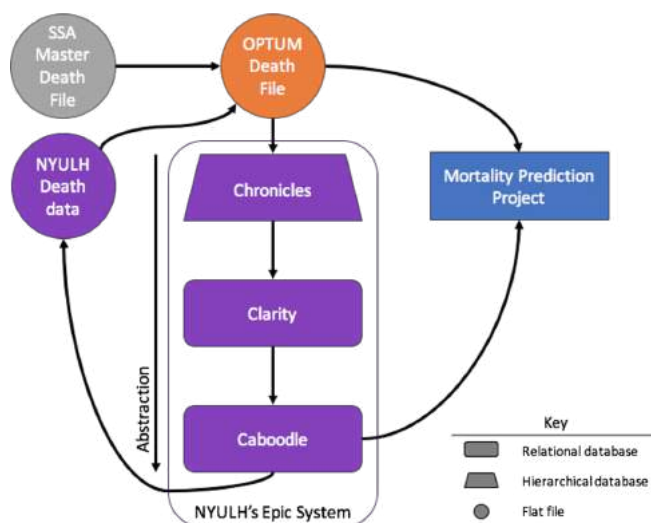 SSA
Master
Death
File
OPTUM
Death
File
NYULH
Death
data
Chronicles
Mortality Prediction
Project
Clarity
Abstraction
Caboodle
NYULH's Epic System
Key
Relational database
Hierarchical database
Flat file